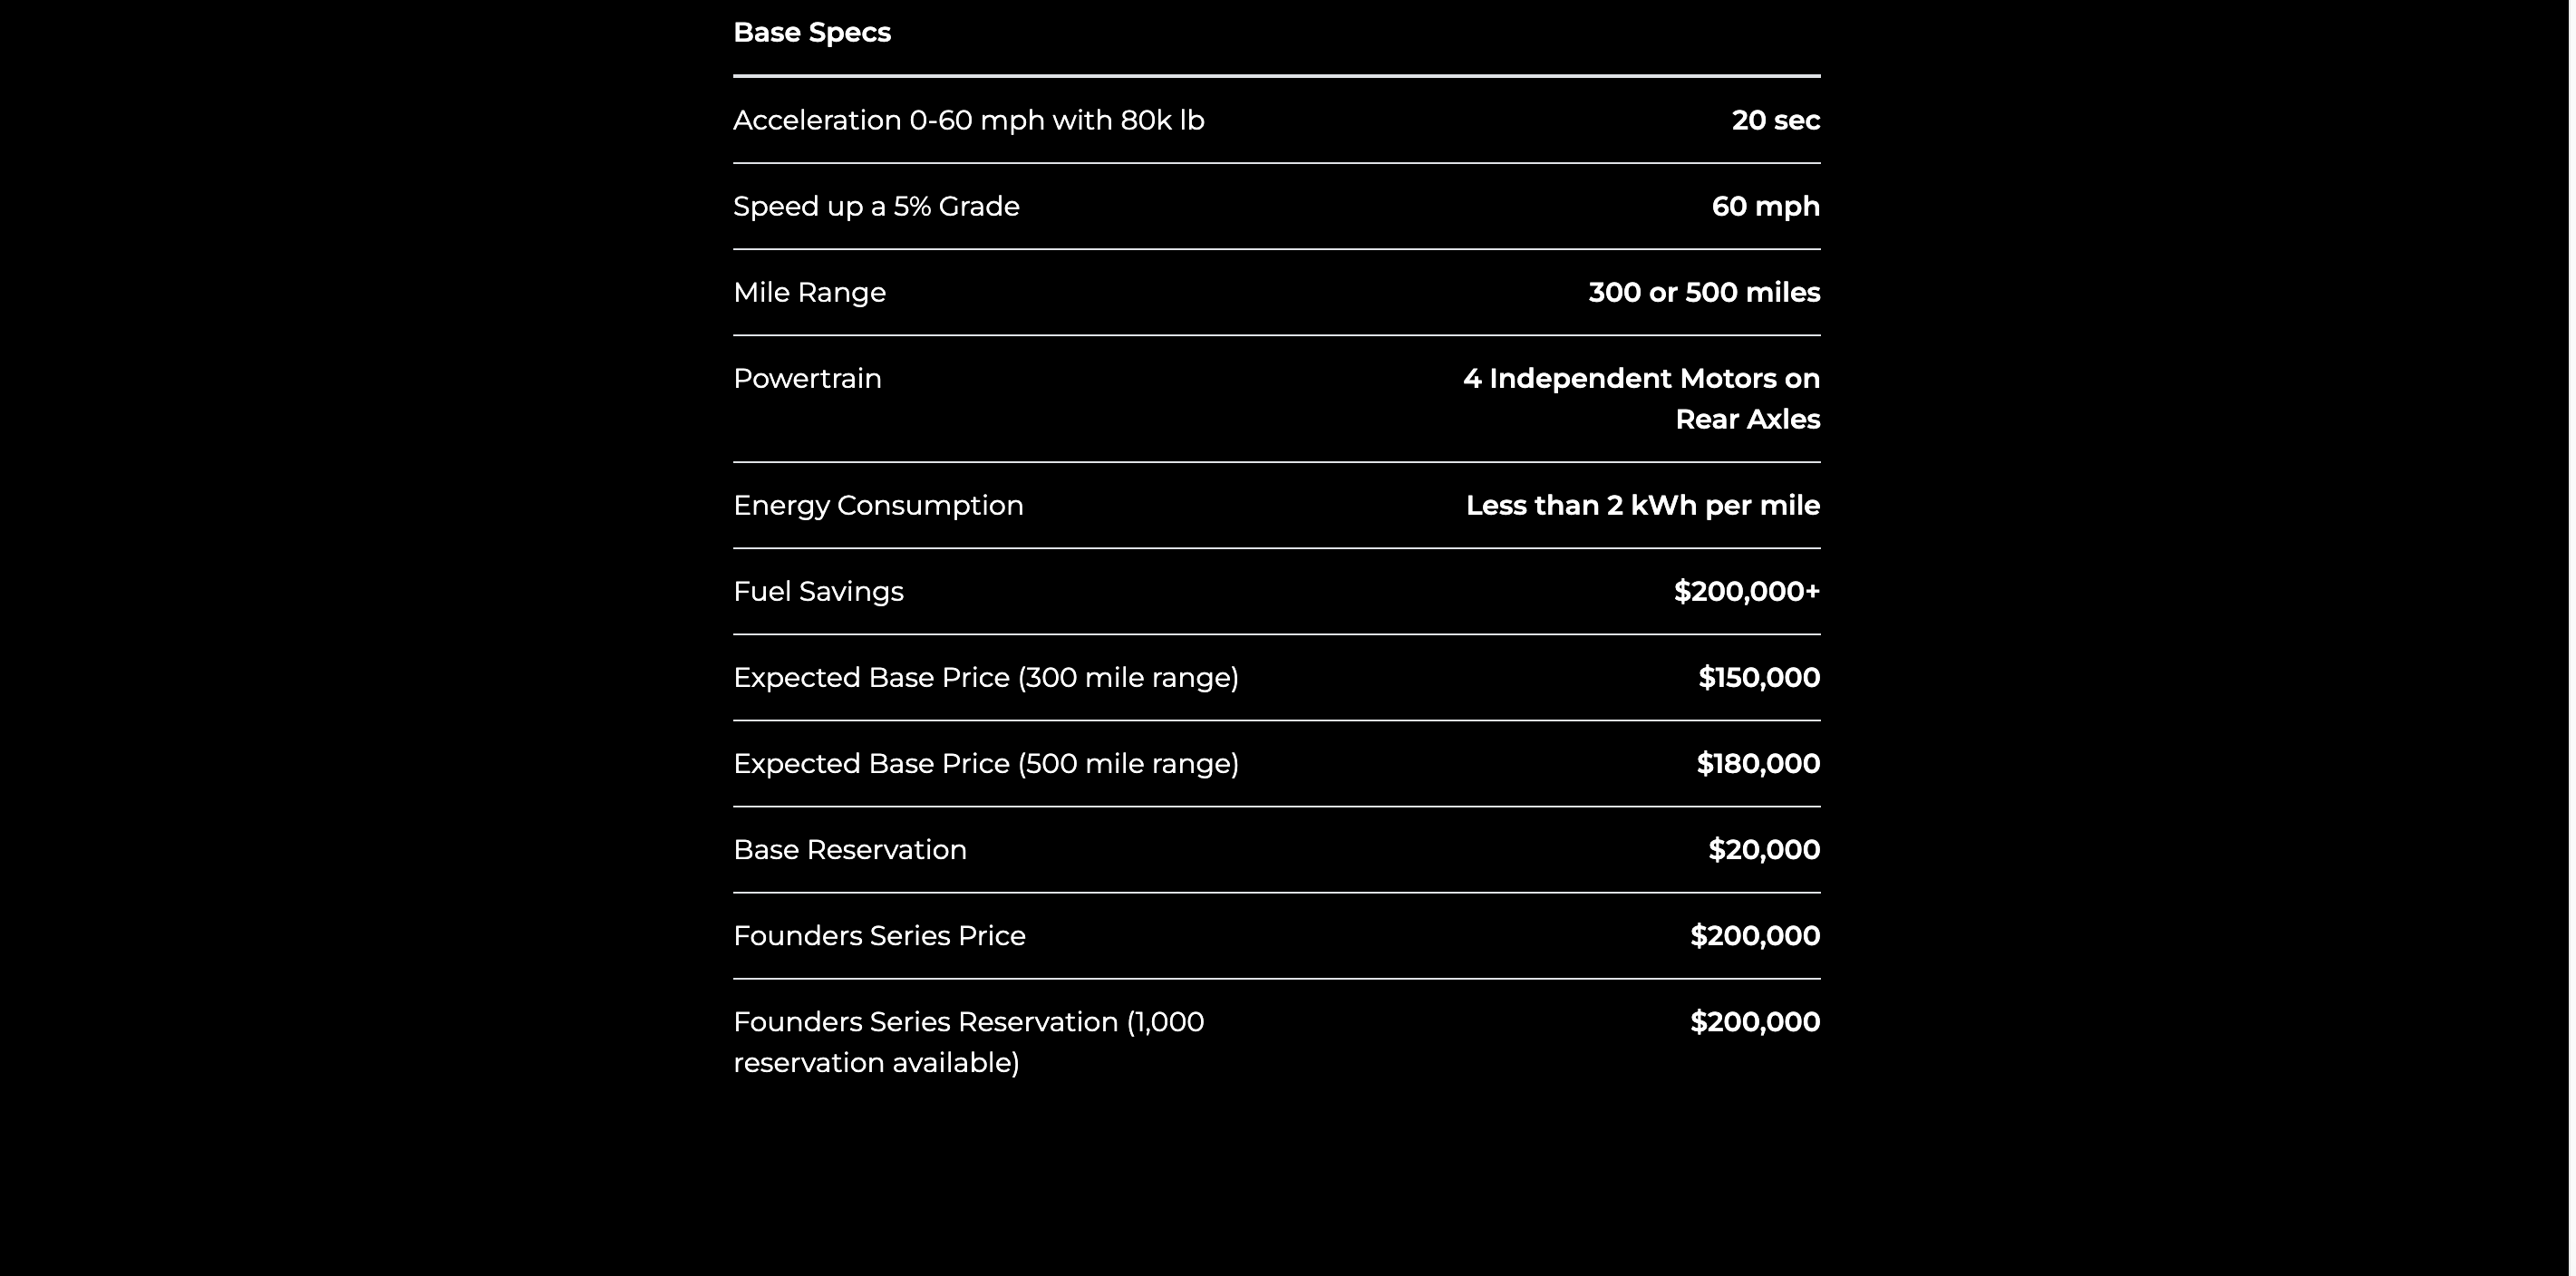 Base Specs
Acceleration 0-60 mph with 80k lb 20 sec
Speed up a 5% Grade 60 mph
Mile Range 300 or 500 miles
Powertrain 4 Independent Motors on
Rear Axles
Energy Consumption Less than 2 kWh per mile
Fuel Savings $200,000+
Expected Base Price (300 mile range) $150,000
Expected Base Price (500 mile range) $180,000
Base Reservation $20,000
Founders Series Price $200,000
Founders Series Reservation (1,000 $200,000
reservation available)